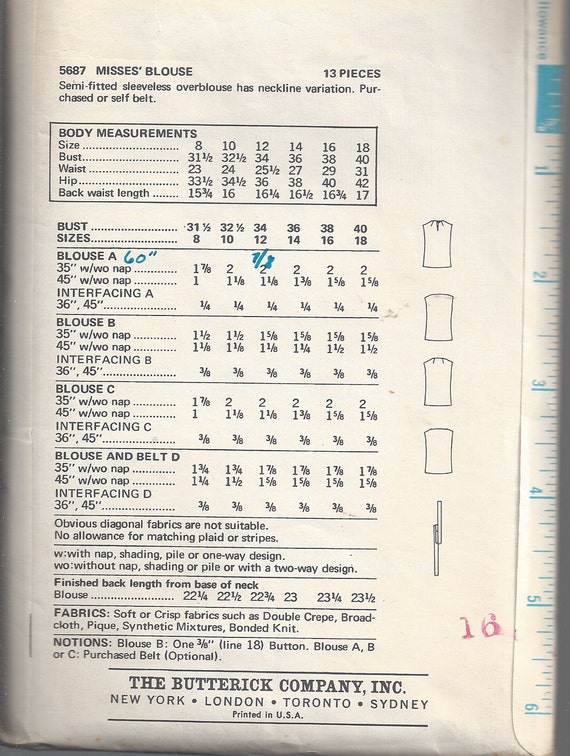 5687 MISSES' BLOUSE 13 PIECES
Semi-fitted sleeveless overblouse has neckline variation. Pur-
chased or self belt.
BODY MEASUREMENTS
Size 8 10 12 14 16 18
Bust 31½ 32½ 34 36 38 40
Waist 23 24 25½ 27 29 31
Hip 33½ 34½ 36 38 40 42
Back waist length 15¾ 16 16¼ 16½ 16¾ 17
BUST 31 ½ 32 ½ 34 36 38 40
SIZES 8 10 12 14 16 18
BLOUSE A 60" 7/8
35" w/wo nap 1⅞ 2 2 2 2 2
45" w/wo nap 1 1⅛ 1⅛ 1⅜ 1⅝ 1⅝
INTERFACING A
36", 45" ¼ ¼ ¼ ¼ ¼ ¼
BLOUSE B
35" w/wo nap 1½ 1½ 1⅝ 1⅝ 1⅝ 1⅝
45" w/wo nap 1⅛ 1⅛ 1⅛ 1¼ 1½ 1½
INTERFACING B
36", 45" ⅜ ⅜ ⅜ ⅜ ⅜ ⅜
BLOUSE C
35" w/wo nap 1⅞ 2 2 2 2 2
45" w/wo nap 1 1⅛ 1⅛ 1⅜ 1⅝ 1⅝
INTERFACING C
36", 45" ⅜ ⅜ ⅜ ⅜ ⅜ ⅜
BLOUSE AND BELT D
35" w/wo nap 1¾ 1¾ 1⅞ 1⅞ 1⅞ 1⅞
45" w/wo nap 1¼ 1½ 1⅝ 1⅝ 1⅝ 1⅝
INTERFACING D
36", 45" ⅜ ⅜ ⅜ ⅜ ⅜ ⅜
Obvious diagonal fabrics are not suitable.
No allowance for matching plaid or stripes.
w:with nap, shading, pile or one-way design.
wo:without nap, shading or pile or with a two-way design.
Finished back length from base of neck
Blouse 22¼ 22½ 22¾ 23 23¼ 23½
FABRICS: Soft or Crisp fabrics such as Double Crepe, Broad-
cloth, Pique, Synthetic Mixtures, Bonded Knit.
NOTIONS: Blouse B: One ⅜" (line 18) Button. Blouse A, B
or C: Purchased Belt (Optional).
16
THE BUTTERICK COMPANY, INC.
NEW YORK • LONDON • TORONTO • SYDNEY
Printed in U.S.A.
allowance
⅝
1
2
3
4
5
6